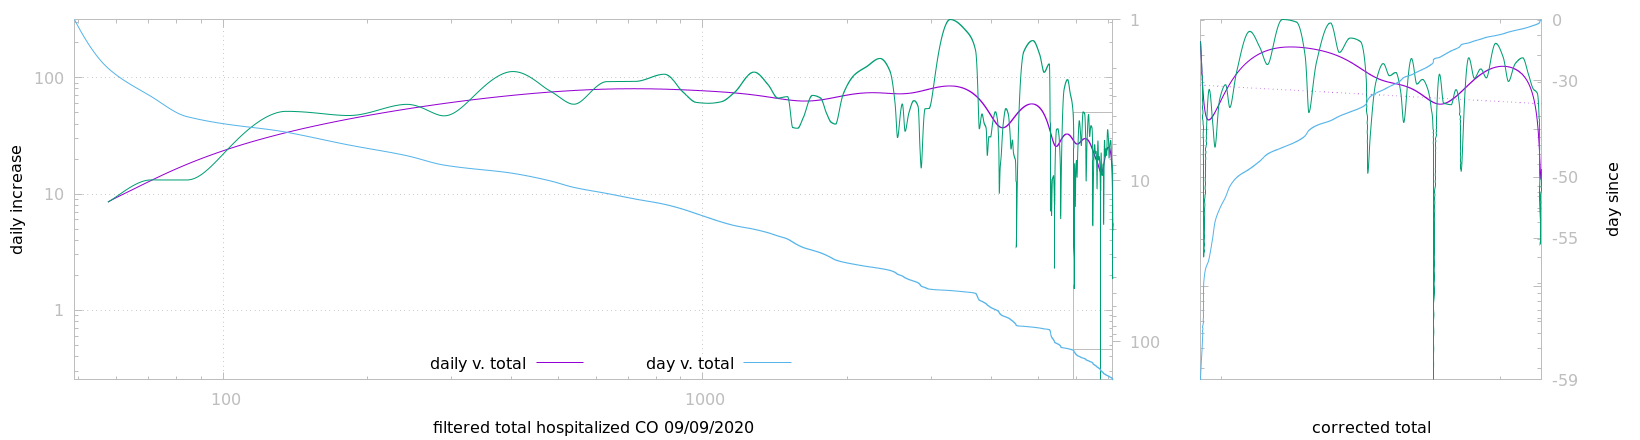 daily increase
100
10
1
100
1000
1
10
100
daily v. total
day v. total
filtered total hospitalized CO 09/09/2020
0
-30
-50
-55
-59
day since
corrected total